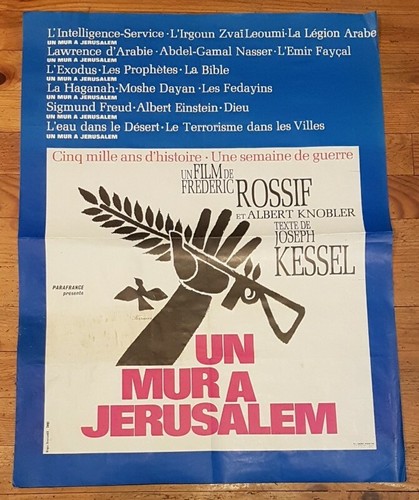 L'Intelligence-Service · L'Irgoun ZvaïLeoumi · La Légion Arabe
UN MUR A JERUSALEM
Lawrence d'Arabie · Abdel-Gamal Nasser · L'Emir Fayçal
UN MUR A JERUSALEM
L'Exodus · Les Prophètes · La Bible
UN MUR A JERUSALEM
La Haganah · Moshe Dayan · Les Fedayins
UN MUR A JERUSALEM
Sigmund Freud · Albert Einstein · Dieu
UN MUR A JERUSALEM
L'eau dans le Désert · Le Terrorisme dans les Villes
UN MUR A JERUSALEM
Cinq mille ans d'histoire · Une semaine de guerre
UN FILM DE
FREDERIC ROSSIF
ET ALBERT KNOBLER
TEXTE DE
JOSEPH
KESSEL
PARAFRANCE
présente
UN
MUR A
JERUSALEM